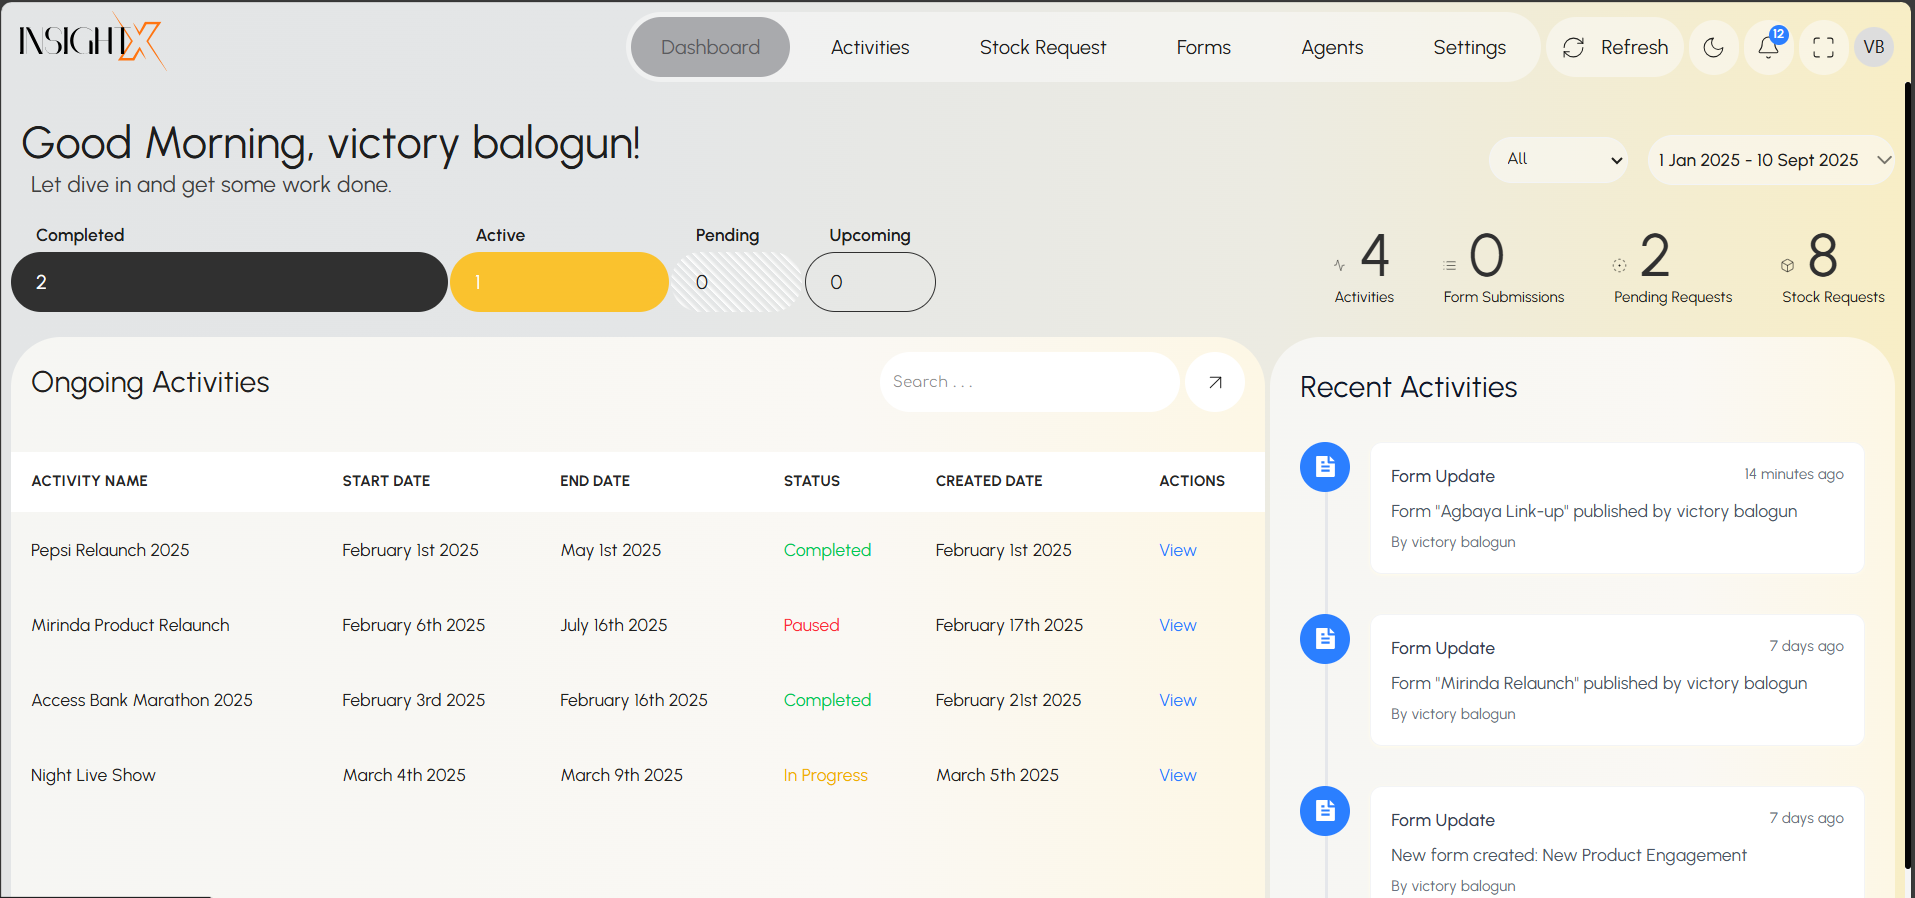 INSIGHTX
Dashboard Activities Stock Request Forms Agents Settings Refresh 12 VB
Good Morning, victory balogun!
Let dive in and get some work done.
All 1 Jan 2025 - 10 Sept 2025
Completed Active Pending Upcoming
2 1 0 0
4 0 2 8
Activities Form Submissions Pending Requests Stock Requests
Ongoing Activities
Search . . .
ACTIVITY NAME START DATE END DATE STATUS CREATED DATE ACTIONS
Pepsi Relaunch 2025 February 1st 2025 May 1st 2025 Completed February 1st 2025 View
Mirinda Product Relaunch February 6th 2025 July 16th 2025 Paused February 17th 2025 View
Access Bank Marathon 2025 February 3rd 2025 February 16th 2025 Completed February 21st 2025 View
Night Live Show March 4th 2025 March 9th 2025 In Progress March 5th 2025 View
Recent Activities
Form Update 14 minutes ago
Form "Agbaya Link-up" published by victory balogun
By victory balogun
Form Update 7 days ago
Form "Mirinda Relaunch" published by victory balogun
By victory balogun
Form Update 7 days ago
New form created: New Product Engagement
By victory balogun